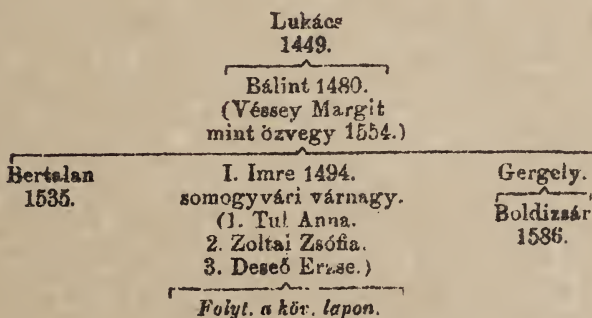 Lukács
1449.
Bálint 1480.
(Véssey Margit
mint özvegy 1554.)
Bertalan
1535.
I. Imre 1494.
somogyvári várnagy.
(1. Tul Anna.
2. Zoltai Zsófia.
3. Deseő Erzse.)
Gergely.
Boldizsár
1586.
Folyt. a köv. lapon.